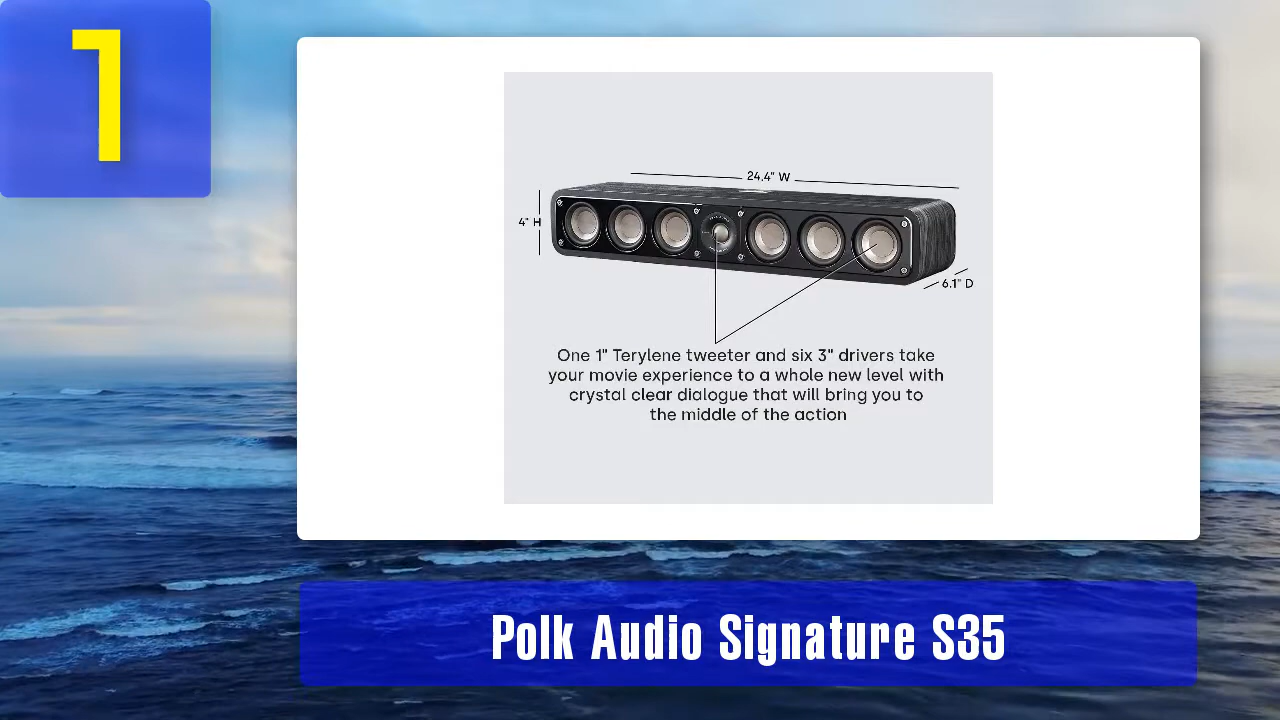 1
24.4" W
4" H
6.1" D
One 1" Terylene tweeter and six 3" drivers take
your movie experience to a whole new level with
crystal clear dialogue that will bring you to
the middle of the action
Polk Audio Signature S35